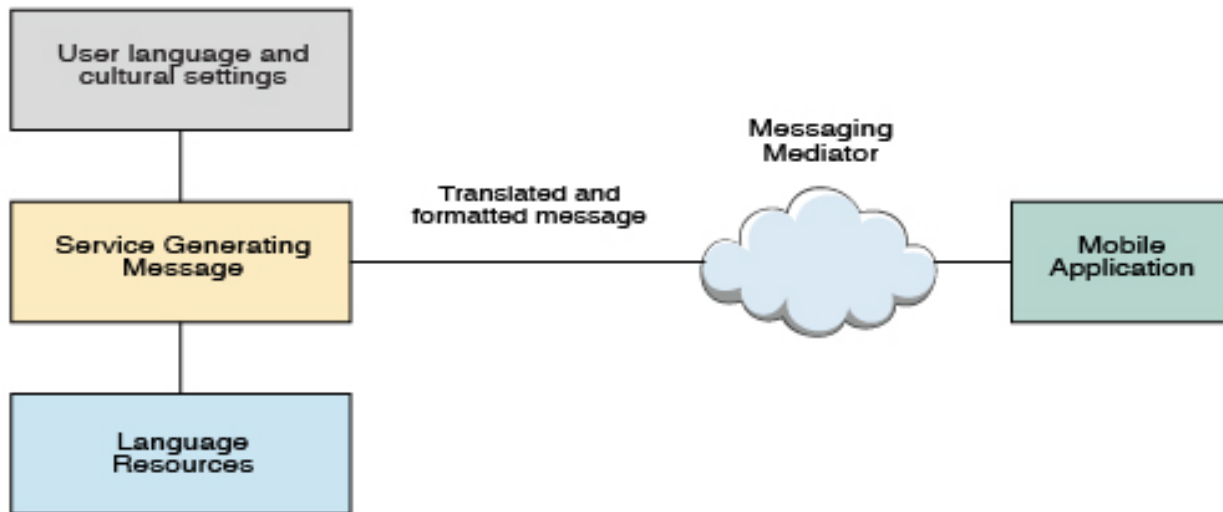 User language and
cultural settings
Messaging
Mediator
Translated and
formatted message
Service Generating
Message
Mobile
Application
Language
Resources